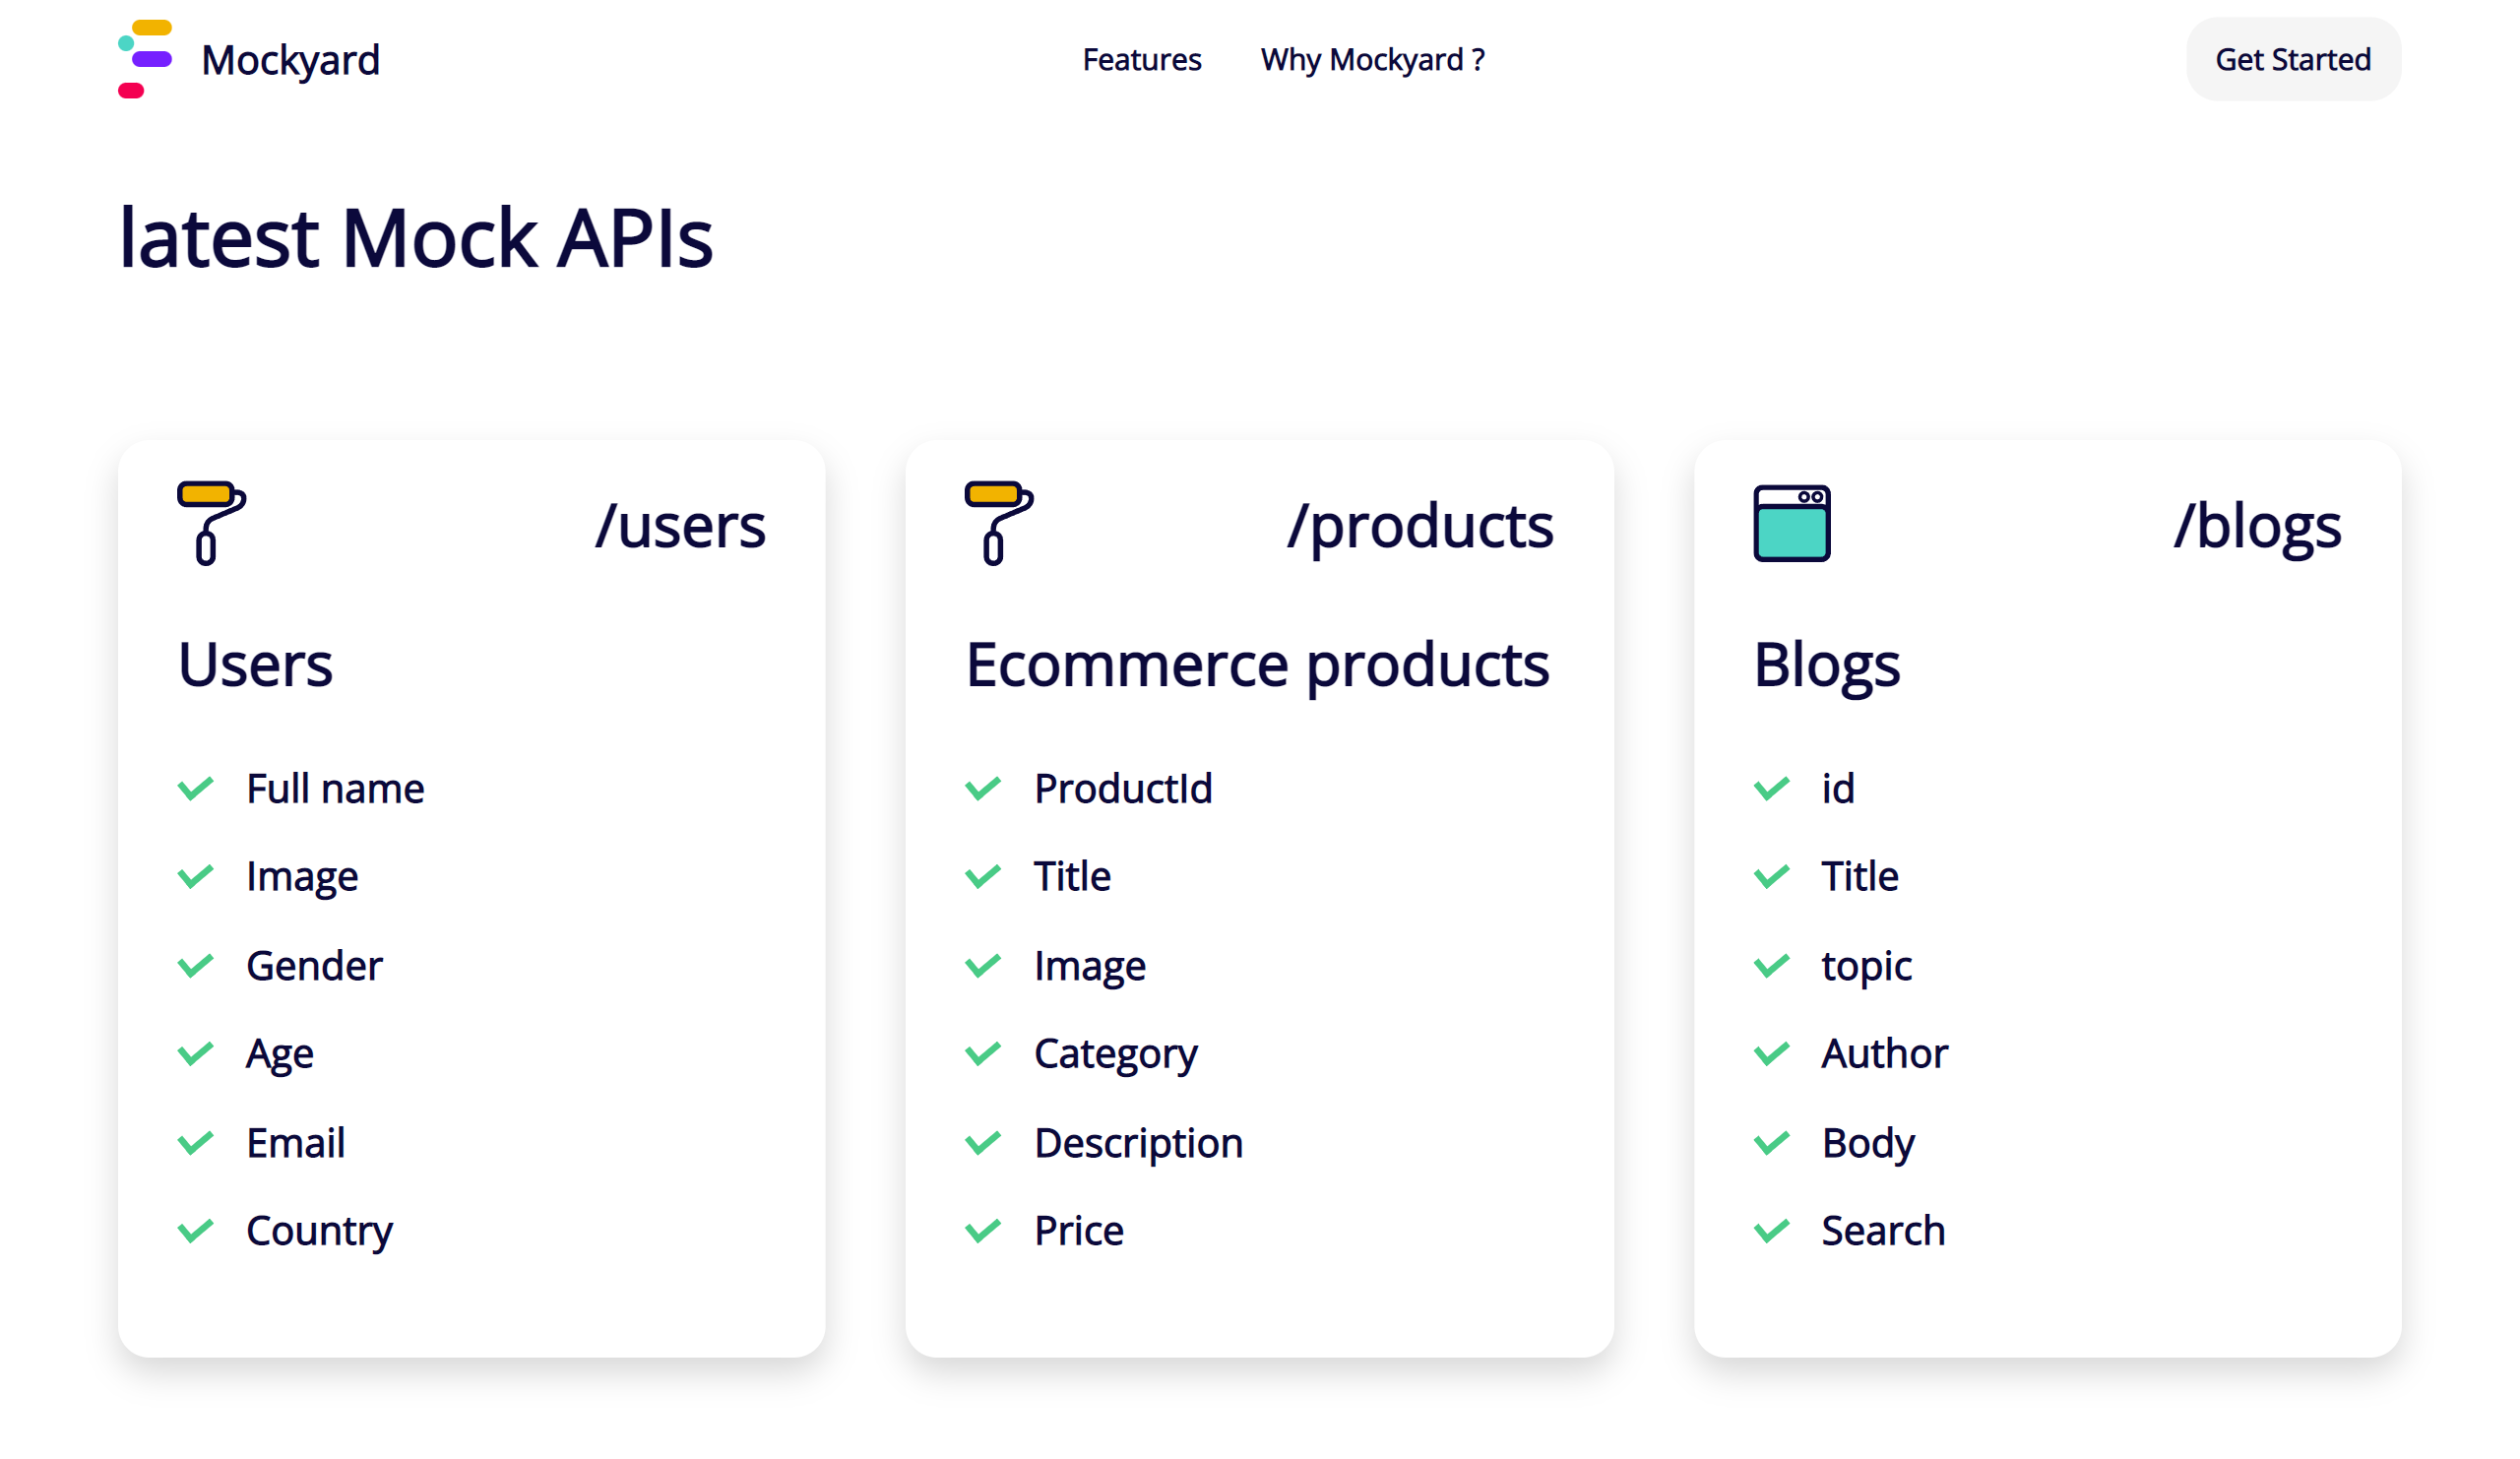 Mockyard
Features
Why Mockyard ?
Get Started
latest Mock APIs
/users
Users
Full name
Image
Gender
Age
Email
Country
/products
Ecommerce products
ProductId
Title
Image
Category
Description
Price
/blogs
Blogs
id
Title
topic
Author
Body
Search